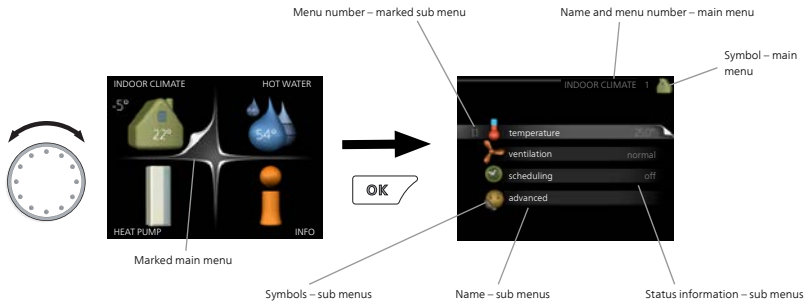 Menu number – marked sub menu
Name and menu number – main menu
Symbol – main
menu
INDOOR CLIMATE
HOT WATER
-5°
22°
54°
HEAT PUMP
INFO
OK
INDOOR CLIMATE 1
temperature
ventilation normal
scheduling off
advanced
Marked main menu
Symbols – sub menus
Name – sub menus
Status information – sub menus